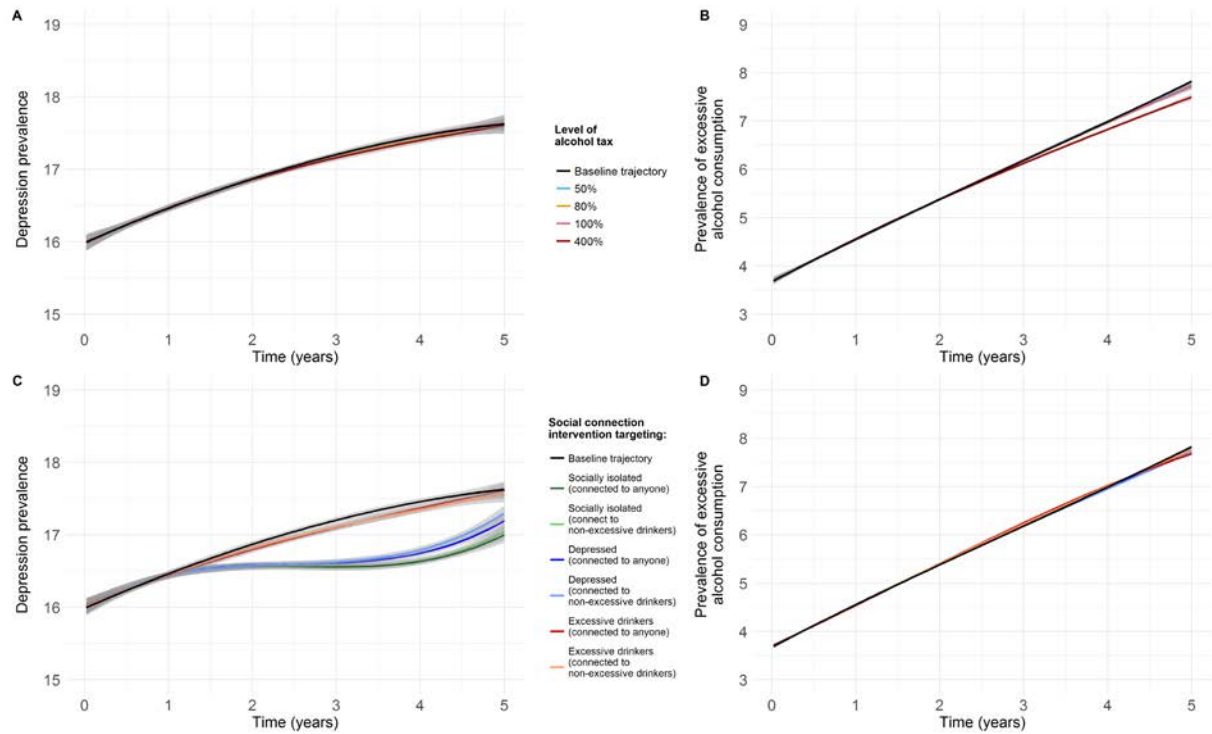 A
19
18
17
16
15
Depression prevalence
0 1 2 3 4 5
Time (years)
Level of
alcohol tax
Baseline trajectory
50%
80%
100%
400%
B
9
8
7
6
5
4
3
Prevalence of excessive
alcohol consumption
0 1 2 3 4 5
Time (years)
C
19
18
17
16
15
Depression prevalence
0 1 2 3 4 5
Time (years)
Social connection
intervention targeting:
Baseline trajectory
Socially isolated
(connected to anyone)
Socially isolated
(connect to
non-excessive drinkers)
Depressed
(connected to anyone)
Depressed
(connected to
non-excessive drinkers)
Excessive drinkers
(connected to anyone)
Excessive drinkers
(connected to
non-excessive drinkers)
D
9
8
7
6
5
4
3
Prevalence of excessive
alcohol consumption
0 1 2 3 4 5
Time (years)